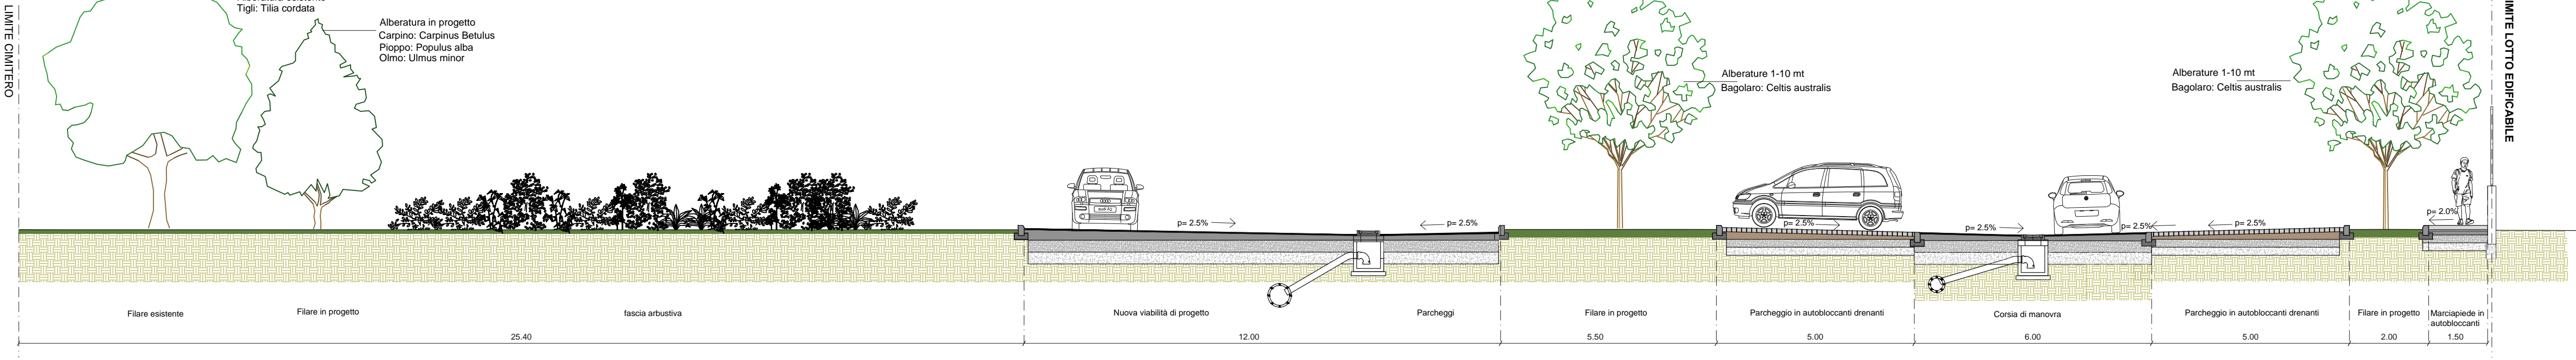 LIMITE CIMITERO
Tigli: Tilia cordata
Alberatura in progetto
Carpino: Carpinus Betulus
Pioppo: Populus alba
Olmo: Ulmus minor
Alberature 1-10 mt
Bagolaro: Celtis australis
Alberature 1-10 mt
Bagolaro: Celtis australis
LIMITE LOTTO EDIFICABILE
p= 2.5%
p= 2.5%
p= 2.5%
p= 2.5%
p= 2.5%
p= 2.5%
p= 2.0%
Filare esistente
Filare in progetto
fascia arbustiva
Nuova viabilità di progetto
Parcheggi
Filare in progetto
Parcheggio in autobloccanti drenanti
Corsia di manovra
Parcheggio in autobloccanti drenanti
Filare in progetto
Marciapiede in
autobloccanti
25.40
12.00
5.50
5.00
6.00
5.00
2.00
1.50